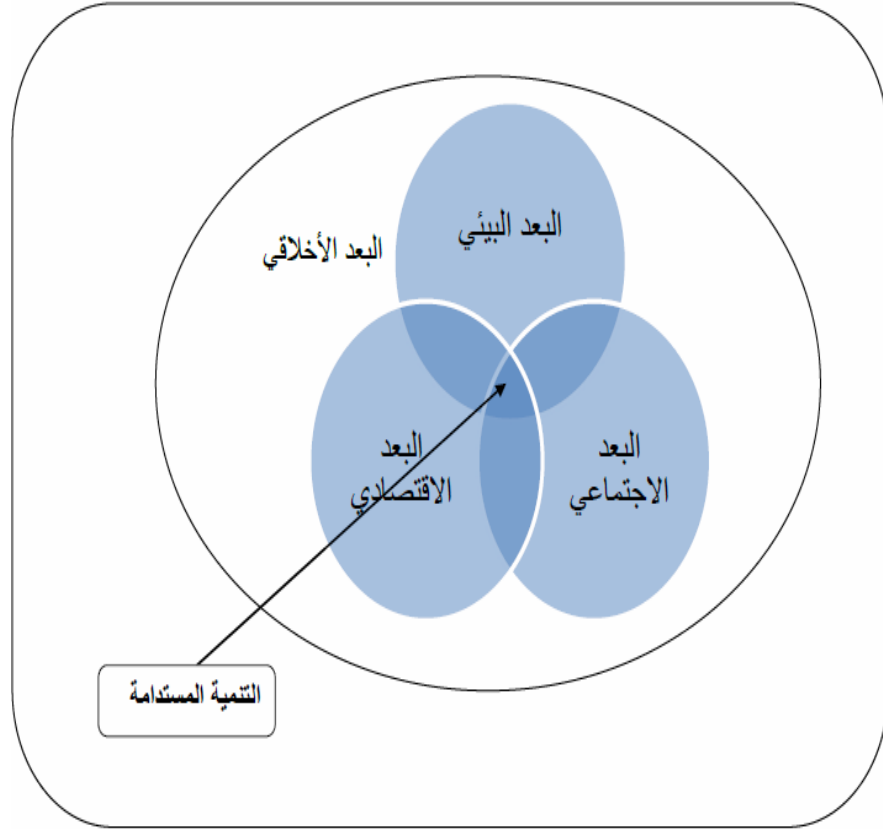 البعد البيئي
البعد الأخلاقي
البعد
الاجتماعي
البعد
الاقتصادي
التنمية المستدامة